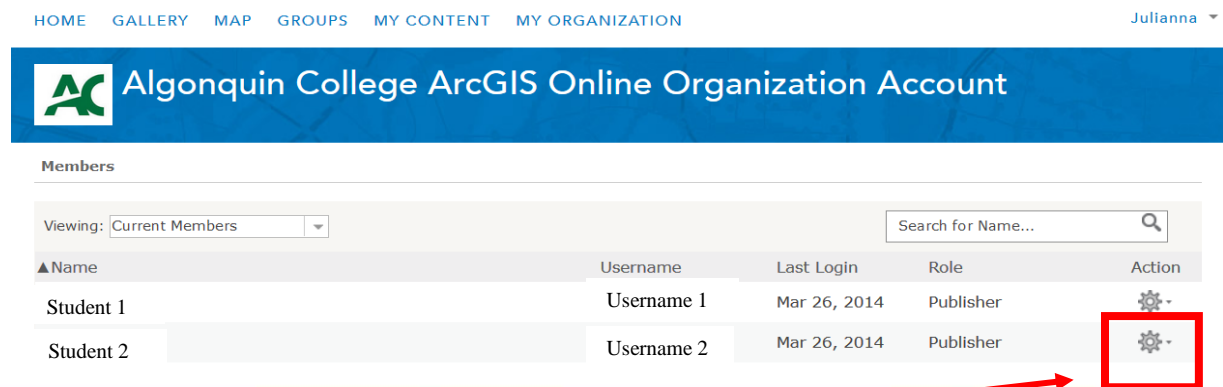 HOME GALLERY MAP GROUPS MY CONTENT MY ORGANIZATION Julianna
AC Algonquin College ArcGIS Online Organization Account
Members
Viewing: Current Members Search for Name...
▲Name Username Last Login Role Action
Student 1 Username 1 Mar 26, 2014 Publisher
Student 2 Username 2 Mar 26, 2014 Publisher